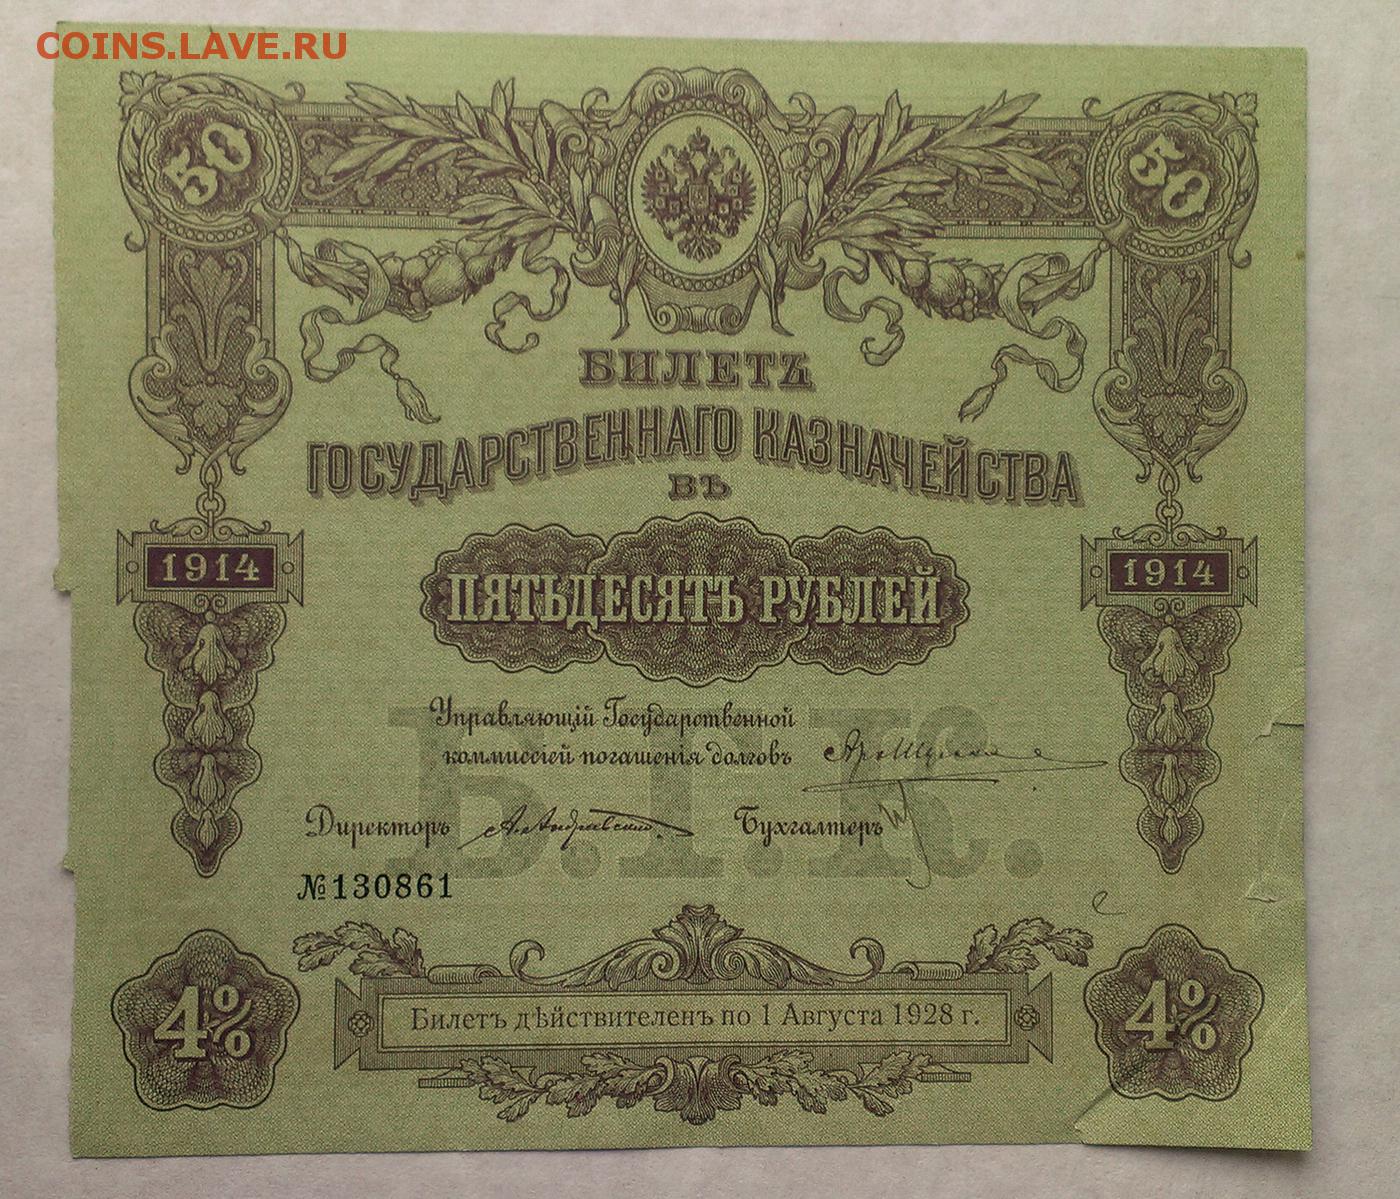 COINS.LAVE.RU
50 50
БИЛЕТЪ
ГОСУДАРСТВЕННАГО КАЗНАЧЕЙСТВА
ВЪ
1914 1914
ПЯТЬДЕСЯТЪ РУБЛЕЙ
Управляющій Государственной
коммиссіей погашенія долговъ
Б.Г.К.
Директоръ Бухгалтеръ
№130861
4% 4%
Билетъ дѣйствителенъ по 1 Августа 1928 г.